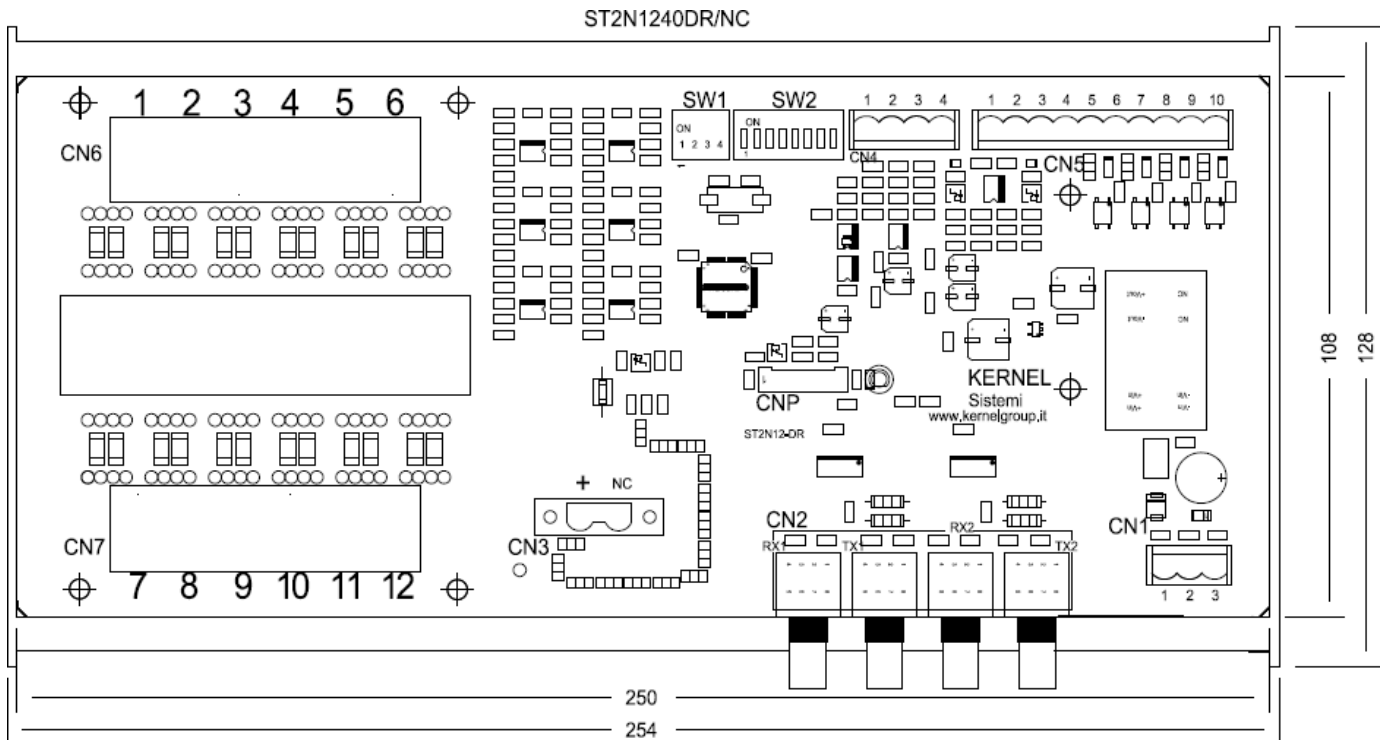 ST2N1240DR/NC
1 2 3 4 5 6
SW1
SW2
1 2 3 4
1 2 3 4 5 6 7 8 9 10
CN6
ON
1 2 3 4
1
ON
1
CN4
CN5
NC
NC
108
128
KERNEL
Sistemi
www.kernelgroup.it
CNP
ST2N12-DR
+ NC
CN3
CN2
RX1
TX1
RX2
TX2
CN1
+
1 2 3
CN7
7 8 9 10 11 12
250
254